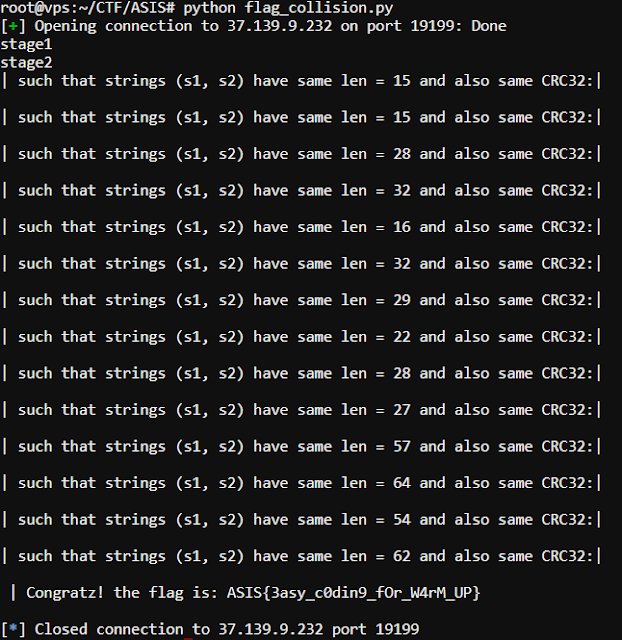 root@vps:~/CTF/ASIS# python flag_collision.py
[+] Opening connection to 37.139.9.232 on port 19199: Done
stage1
stage2
| such that strings (s1, s2) have same len = 15 and also same CRC32:|
| such that strings (s1, s2) have same len = 15 and also same CRC32:|
| such that strings (s1, s2) have same len = 28 and also same CRC32:|
| such that strings (s1, s2) have same len = 32 and also same CRC32:|
| such that strings (s1, s2) have same len = 16 and also same CRC32:|
| such that strings (s1, s2) have same len = 32 and also same CRC32:|
| such that strings (s1, s2) have same len = 29 and also same CRC32:|
| such that strings (s1, s2) have same len = 22 and also same CRC32:|
| such that strings (s1, s2) have same len = 28 and also same CRC32:|
| such that strings (s1, s2) have same len = 27 and also same CRC32:|
| such that strings (s1, s2) have same len = 57 and also same CRC32:|
| such that strings (s1, s2) have same len = 64 and also same CRC32:|
| such that strings (s1, s2) have same len = 54 and also same CRC32:|
| such that strings (s1, s2) have same len = 62 and also same CRC32:|
| Congratz! the flag is: ASIS{3asy_c0din9_fOr_W4rM_UP}
[*] Closed connection to 37.139.9.232 port 19199